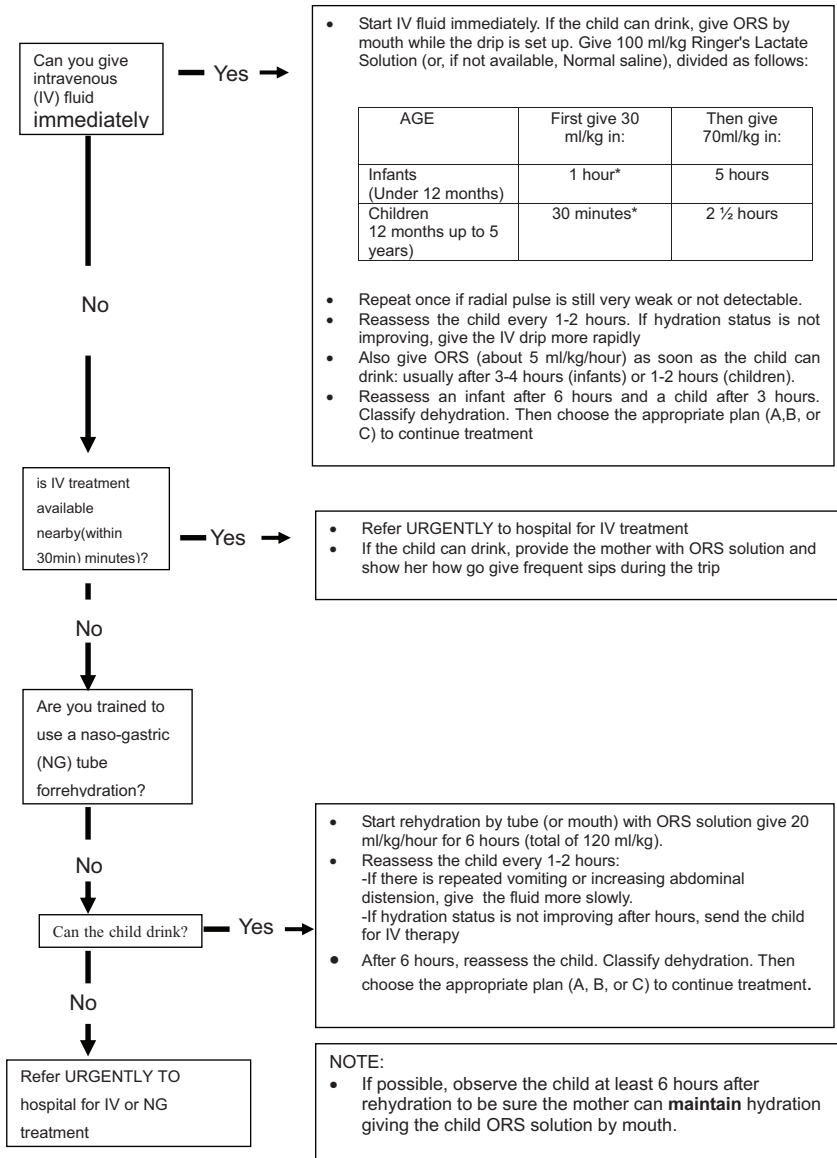 Can you give
intravenous
(IV) fluid
immediately
Yes
• Start IV fluid immediately. If the child can drink, give ORS by
mouth while the drip is set up. Give 100 ml/kg Ringer's Lactate
Solution (or, if not available, Normal saline), divided as follows:
AGE First give 30 Then give
ml/kg in: 70ml/kg in:
Infants 1 hour* 5 hours
(Under 12 months)
Children 30 minutes* 2 ½ hours
12 months up to 5
years)
• Repeat once if radial pulse is still very weak or not detectable.
• Reassess the child every 1-2 hours. If hydration status is not
improving, give the IV drip more rapidly
• Also give ORS (about 5 ml/kg/hour) as soon as the child can
drink: usually after 3-4 hours (infants) or 1-2 hours (children).
• Reassess an infant after 6 hours and a child after 3 hours.
Classify dehydration. Then choose the appropriate plan (A,B, or
C) to continue treatment
No
is IV treatment
available
nearby(within
30min) minutes)?
Yes
• Refer URGENTLY to hospital for IV treatment
• If the child can drink, provide the mother with ORS solution and
show her how go give frequent sips during the trip
No
Are you trained to
use a naso-gastric
(NG) tube
forrehydration?
No
Can the child drink?
Yes
• Start rehydration by tube (or mouth) with ORS solution give 20
ml/kg/hour for 6 hours (total of 120 ml/kg).
• Reassess the child every 1-2 hours:
-If there is repeated vomiting or increasing abdominal
distension, give the fluid more slowly.
-If hydration status is not improving after hours, send the child
for IV therapy
• After 6 hours, reassess the child. Classify dehydration. Then
choose the appropriate plan (A, B, or C) to continue treatment.
No
Refer URGENTLY TO
hospital for IV or NG
treatment
NOTE:
• If possible, observe the child at least 6 hours after
rehydration to be sure the mother can maintain hydration
giving the child ORS solution by mouth.